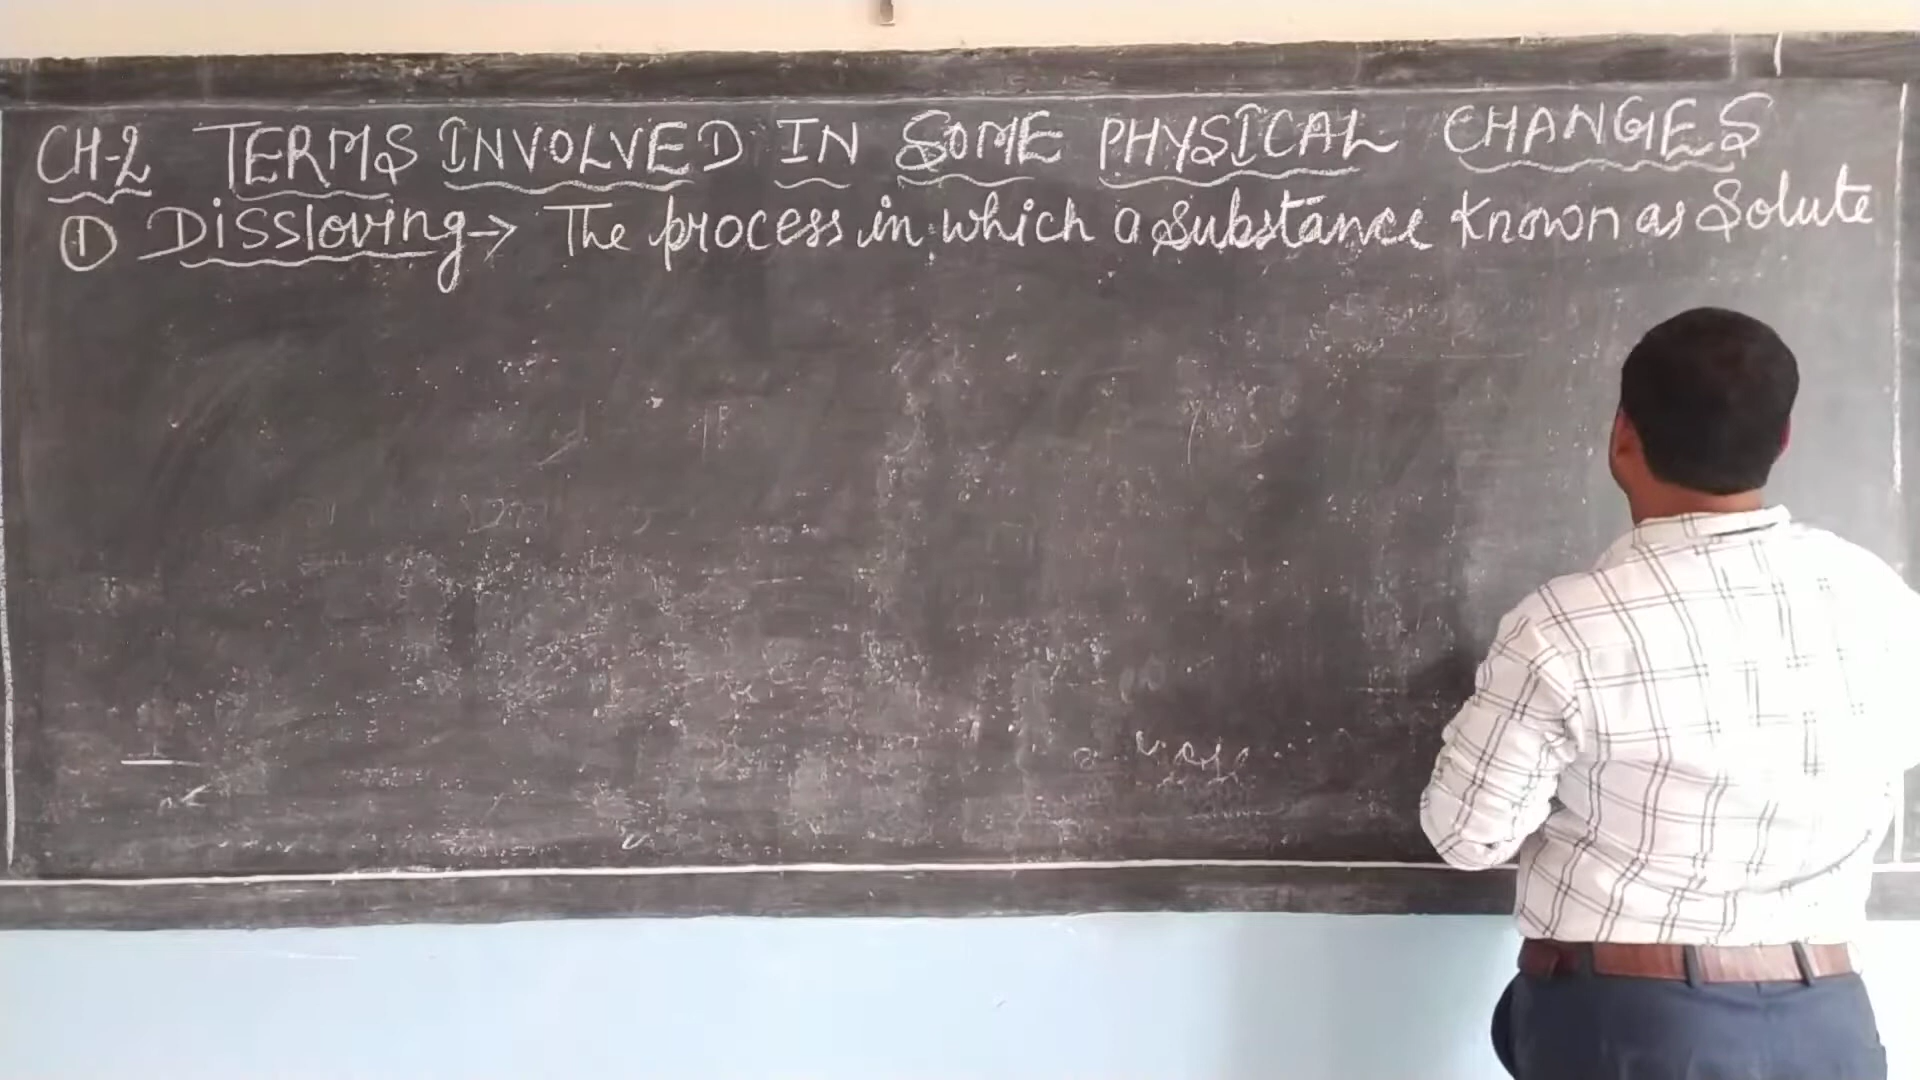 CH-2 TERMS INVOLVED IN SOME PHYSICAL CHANGES
① Dissloving → The process in which a substance known as Solute